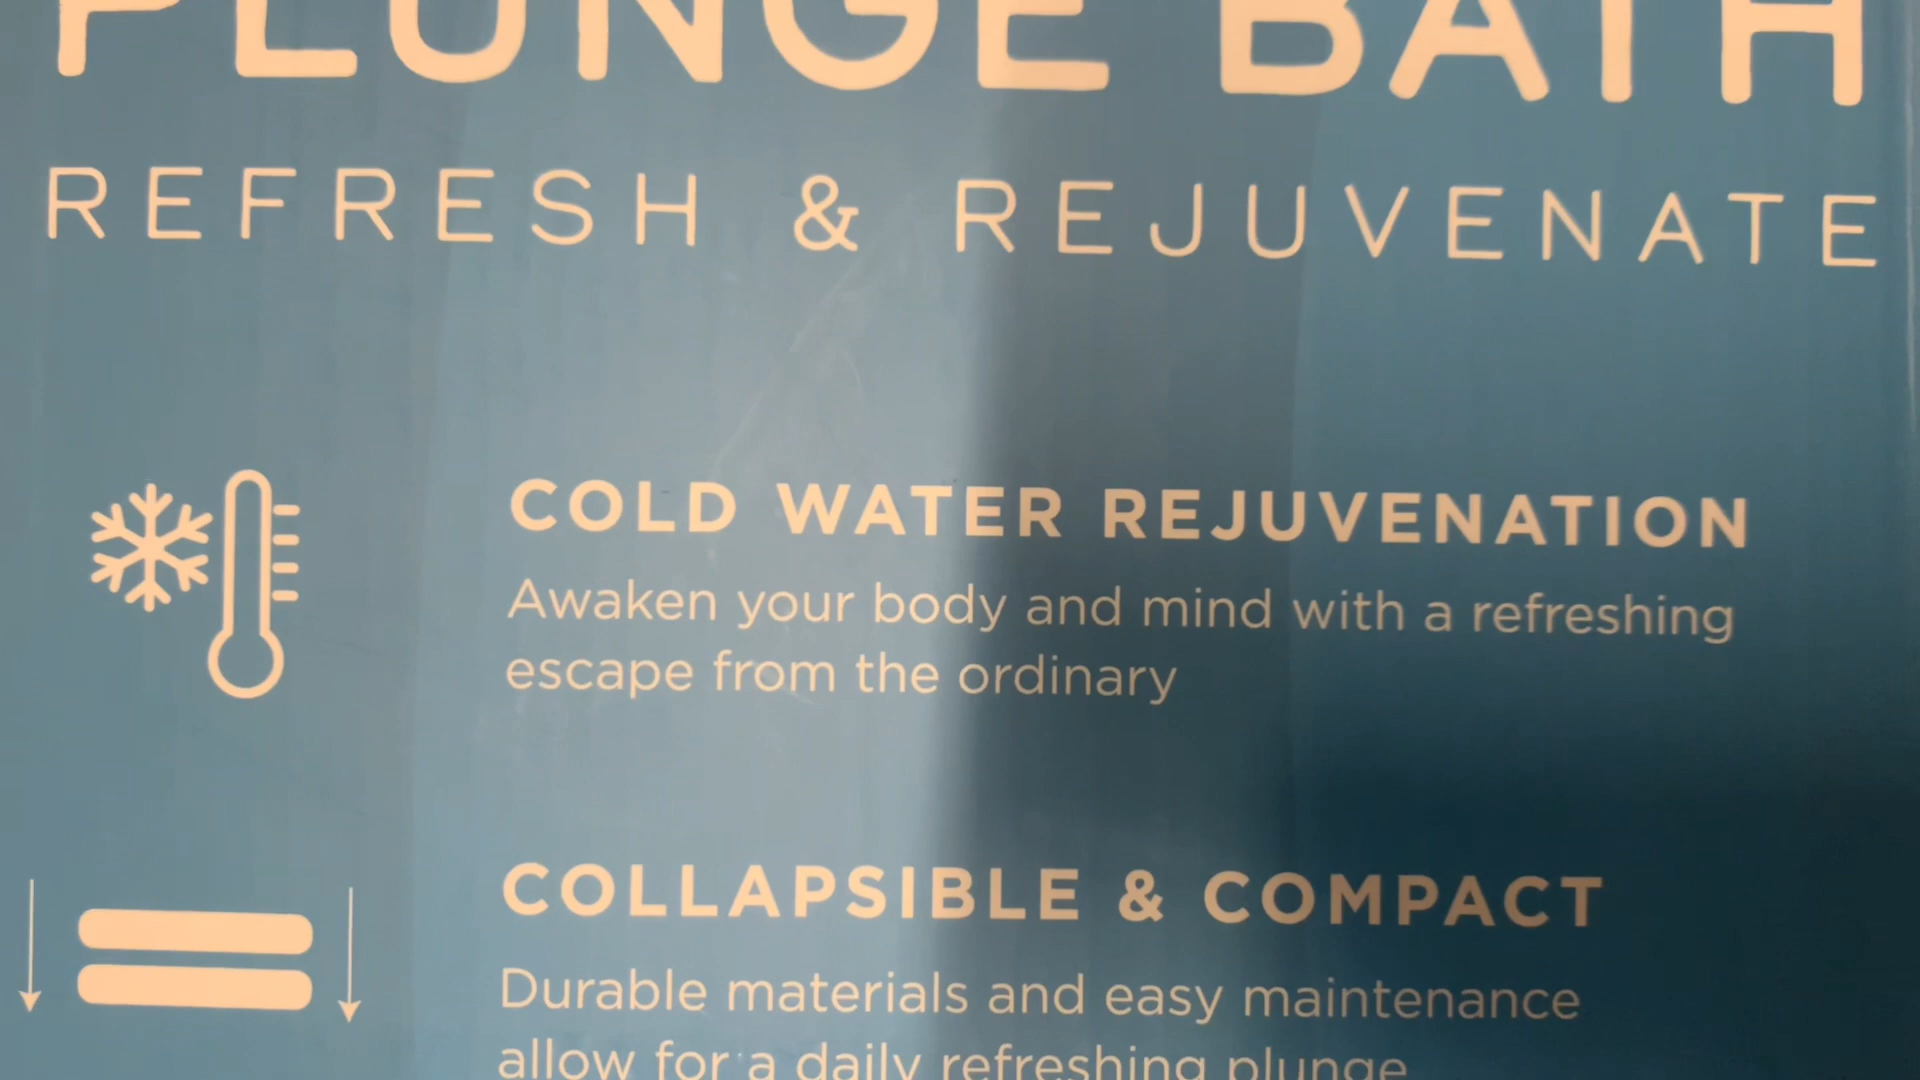 PLUNGE BATH
REFRESH & REJUVENATE
COLD WATER REJUVENATION
Awaken your body and mind with a refreshing
escape from the ordinary
COLLAPSIBLE & COMPACT
Durable materials and easy maintenance
allow for a daily refreshing plunge